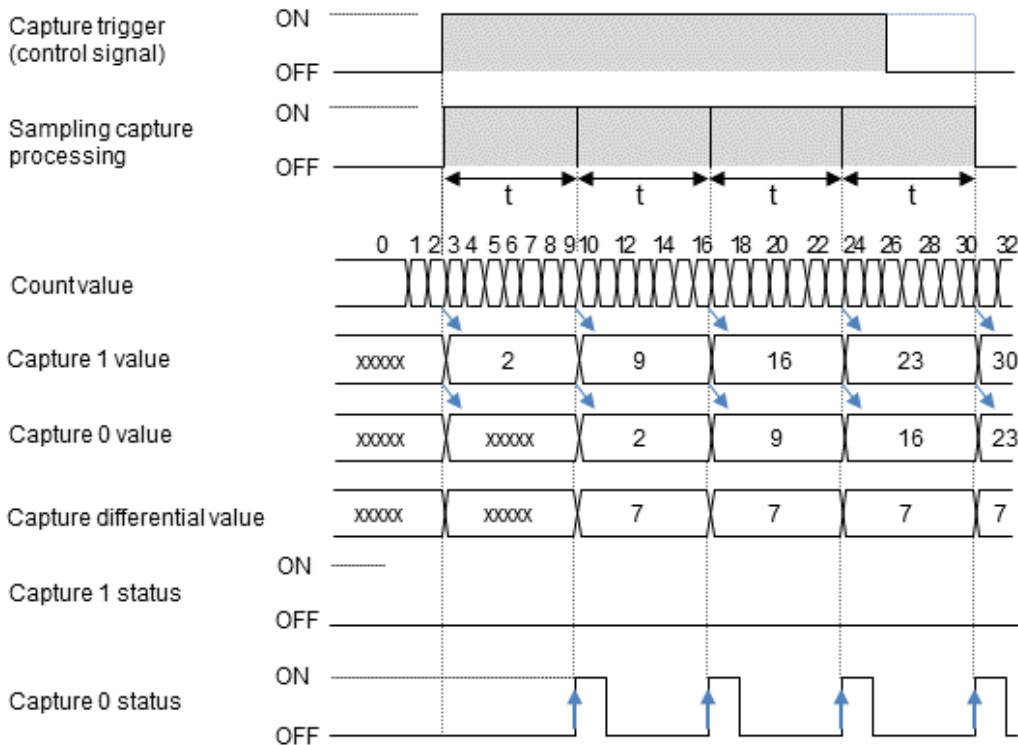 Capture trigger
(control signal)
ON
OFF
Sampling capture
processing
ON
OFF
t t t t
0 1 2 3 4 5 6 7 8 9 10 12 14 16 18 20 22 24 26 28 30 32
Count value
Capture 1 value
xxxxx 2 9 16 23 30
Capture 0 value
xxxxx xxxxx 2 9 16 23
Capture differential value
xxxxx xxxxx 7 7 7 7
Capture 1 status
ON
OFF
Capture 0 status
ON
OFF